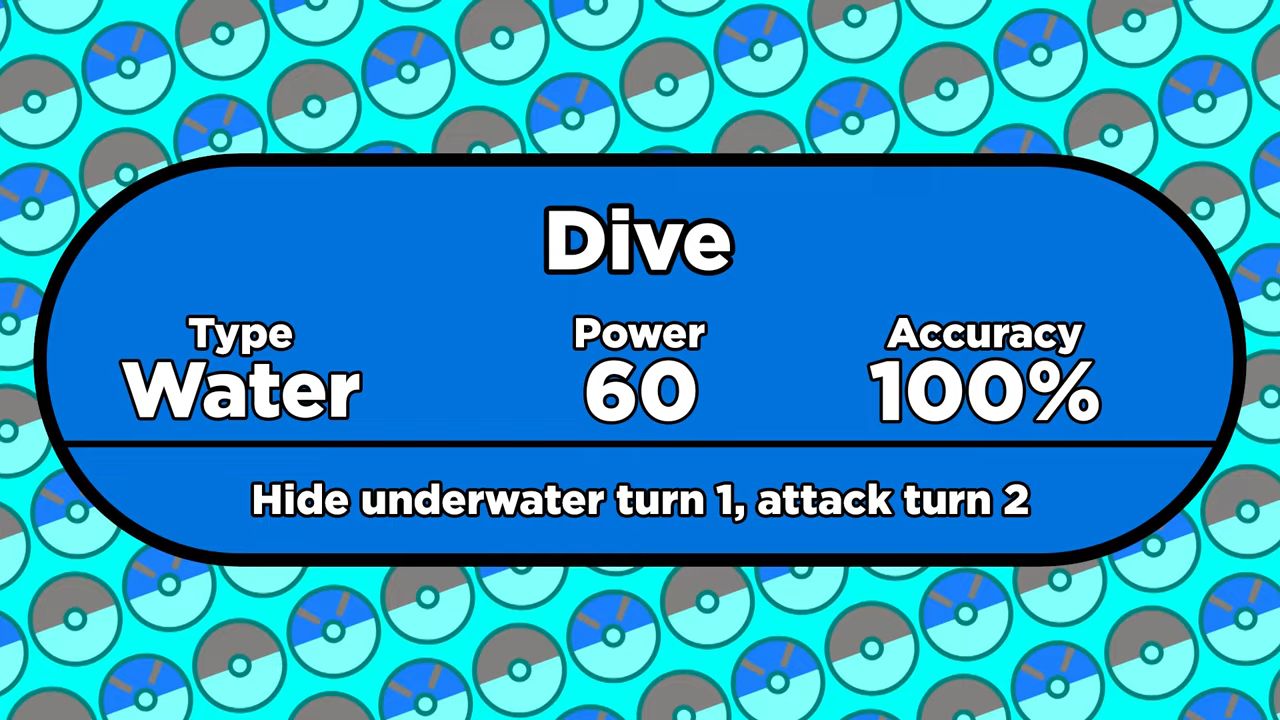 Dive
Type Power Accuracy
Water 60 100%
Hide underwater turn 1, attack turn 2